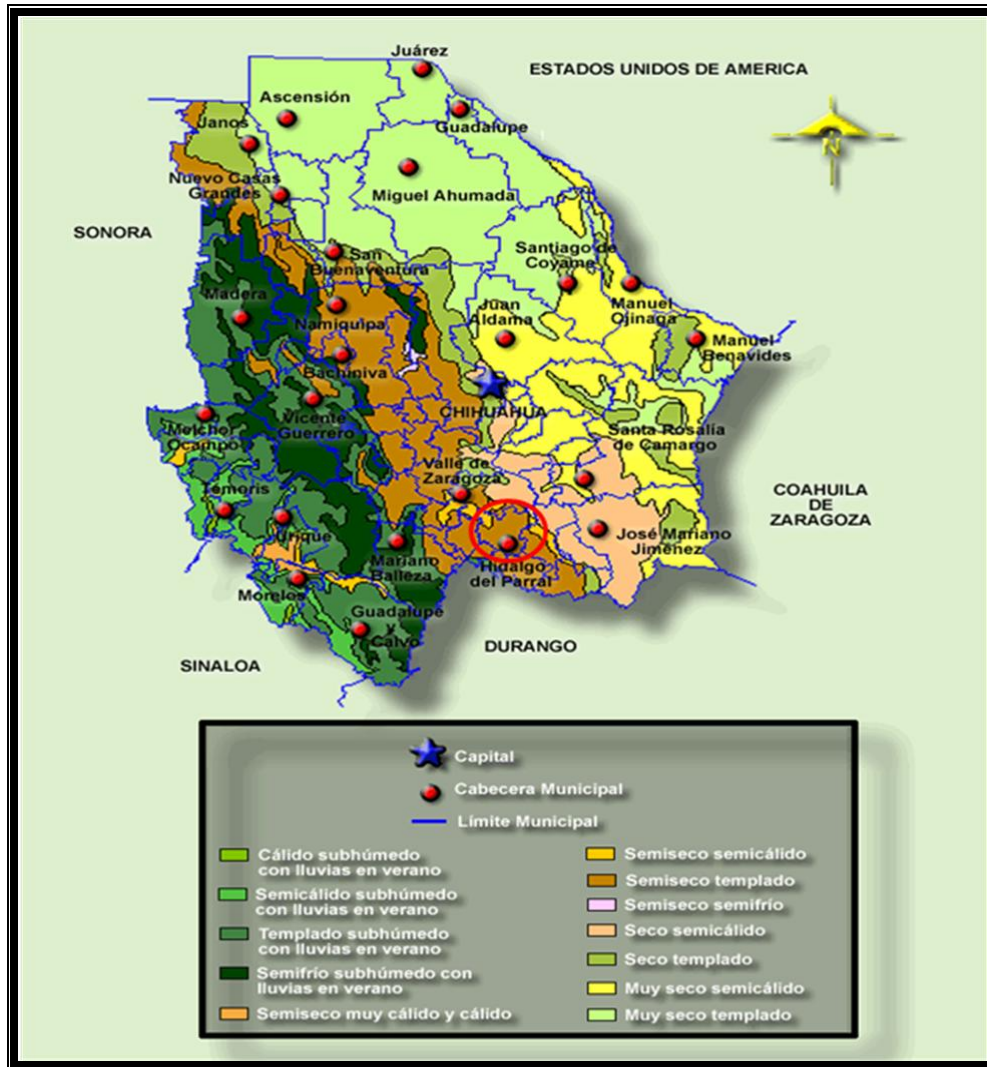 Juárez
ESTADOS UNIDOS DE AMERICA
Ascensión
Guadalupe
Janos
N
Nuevo Casas
Grandes
Miguel Ahumada
SONORA
San
Buenaventura
Santiago de
Coyame
Madera
Namiquipa
Juan
Aldama
Manuel
Ojinaga
Manuel
Benavides
Bachiniva
CHIHUAHUA
Vicente
Guerrero
Melchor
Ocampo
Santa Rosalia
de Camargo
Valle de
Zaragoza
Témoris
COAHUILA
DE
ZARAGOZA
Urique
José Mariano
Jiménez
Mariano
Balleza
Hidalgo
del Parral
Morelos
Guadalupe
y
Calvo
DURANGO
SINALOA
Capital
Cabecera Municipal
Límite Municipal
Cálido subhúmedo
con lluvias en verano
Semicálido subhúmedo
con lluvias en verano
Templado subhúmedo
con lluvias en verano
Semifrío subhúmedo con
lluvias en verano
Semiseco muy cálido y cálido
Semiseco semicálido
Semiseco templado
Semiseco semifrío
Seco semicálido
Seco templado
Muy seco semicálido
Muy seco templado